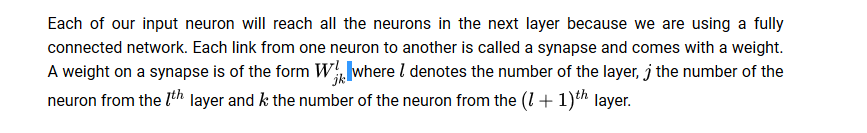 Each of our input neuron will reach all the neurons in the next layer because we are using a fully
connected network. Each link from one neuron to another is called a synapse and comes with a weight.
A weight on a synapse is of the form $W^l_{jk}$ where $l$ denotes the number of the layer, $j$ the number of the
neuron from the $l^{th}$ layer and $k$ the number of the neuron from the $(l+1)^{th}$ layer.